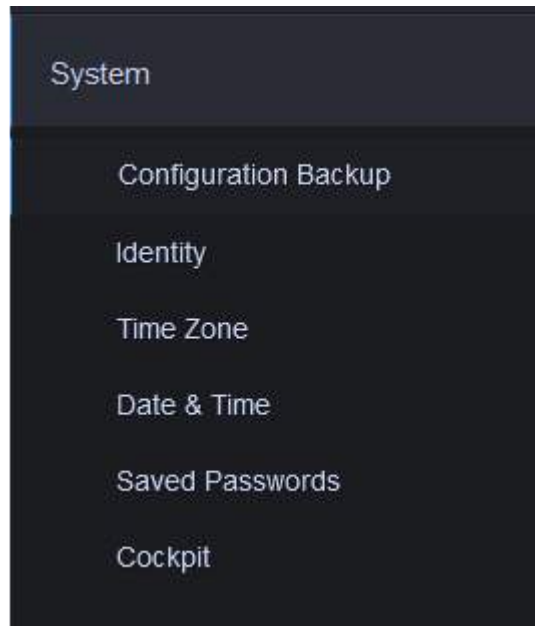 System
Configuration Backup
Identity
Time Zone
Date & Time
Saved Passwords
Cockpit